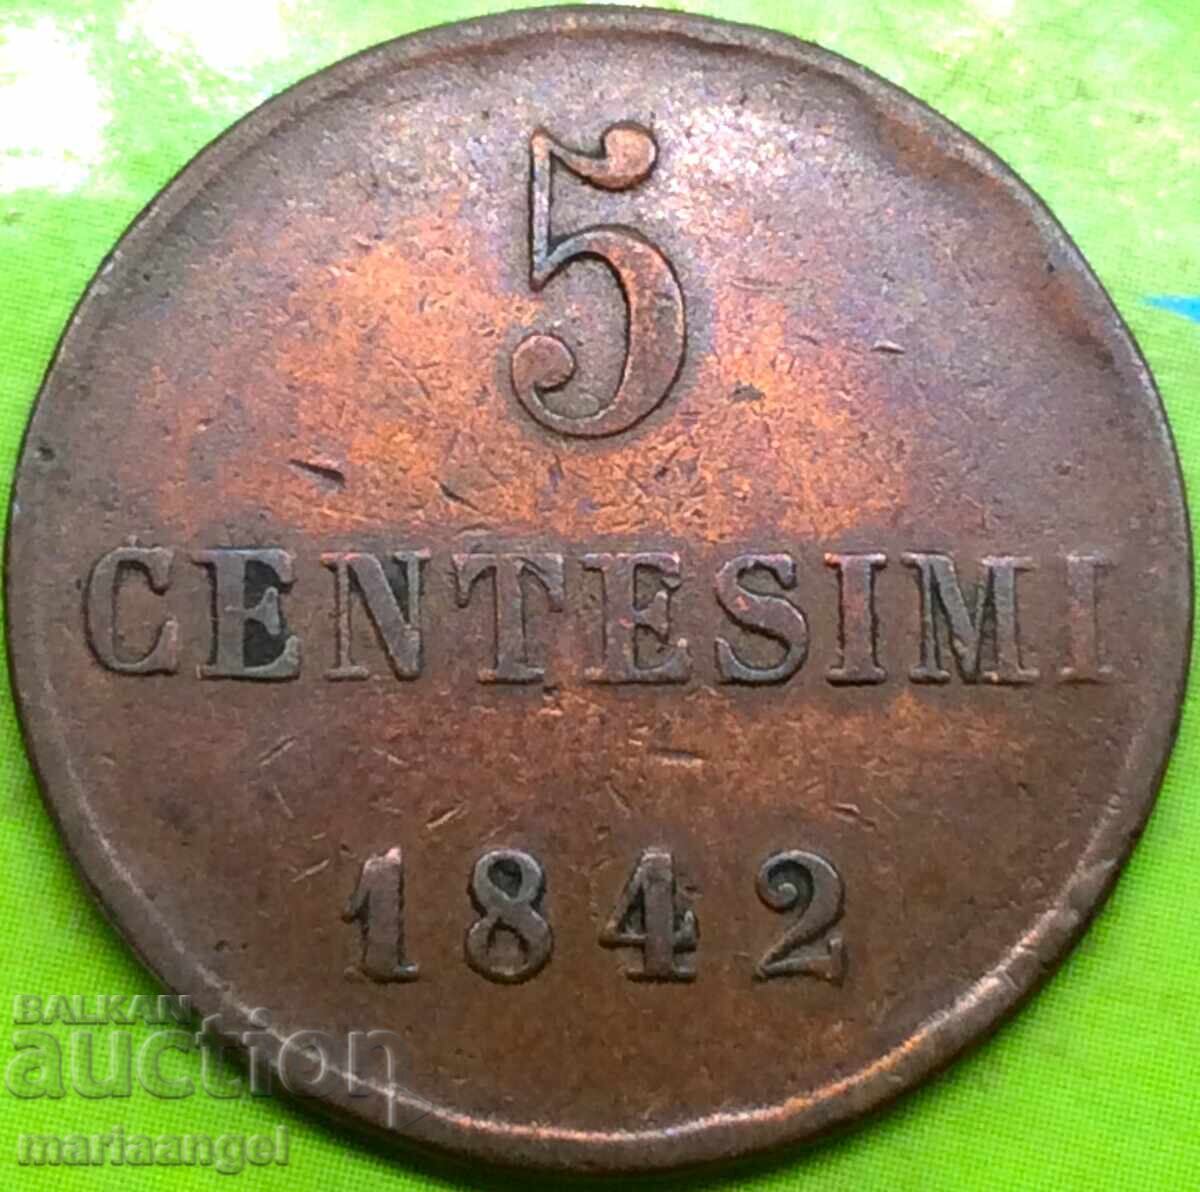 5
CENTESIMI
1842
BALKAN
auction
mariaangel